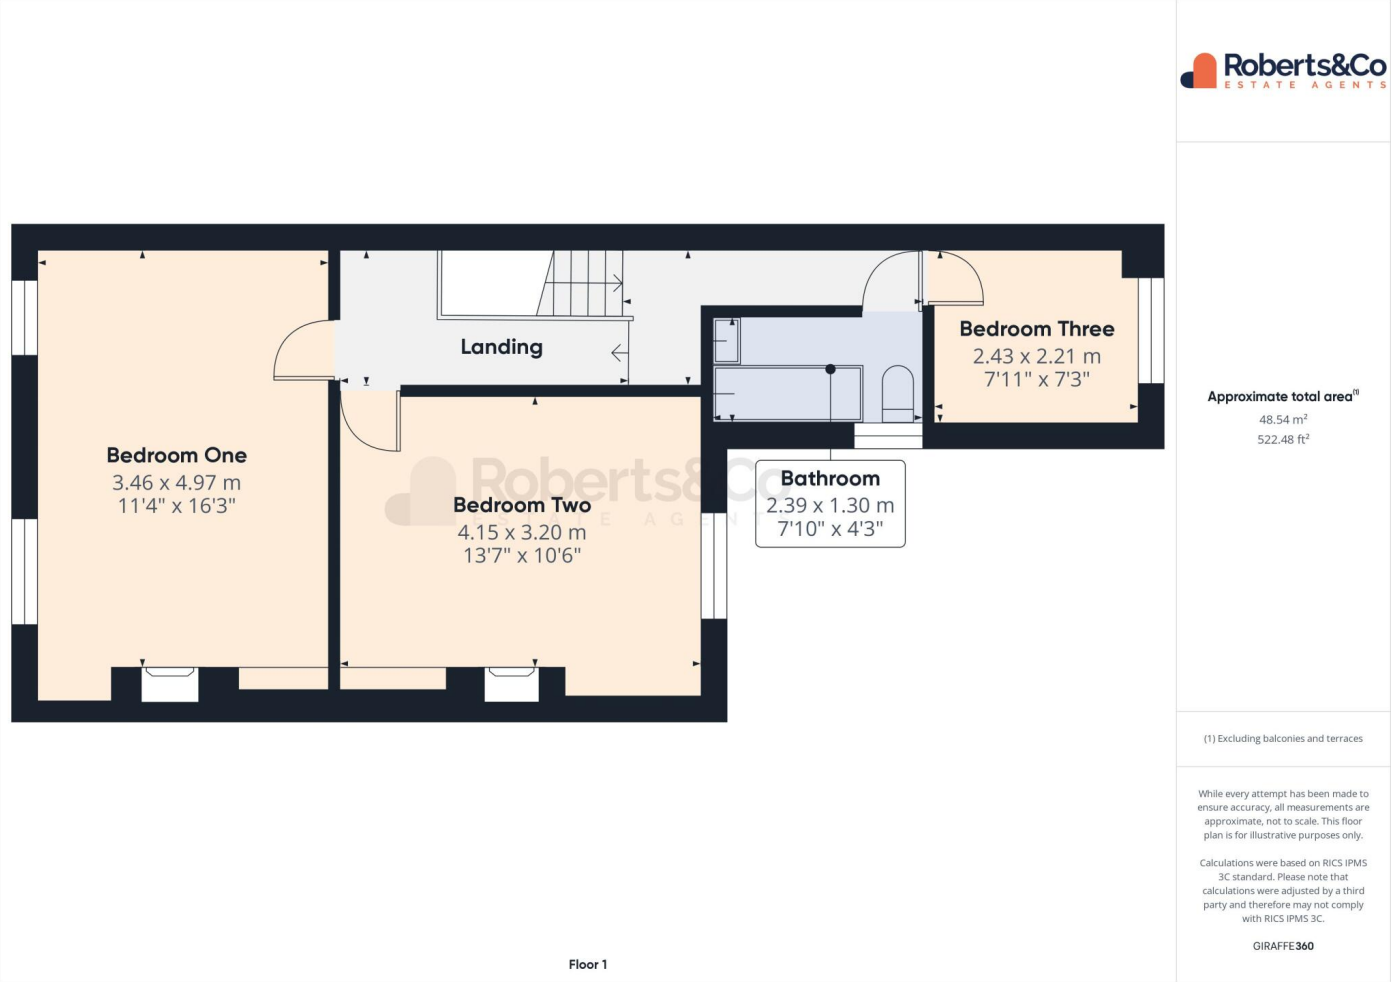 Roberts&Co
ESTATE AGENTS
Landing
Bedroom Three
2.43 x 2.21 m
7'11" x 7'3"
Approximate total area(1)
48.54 m²
522.48 ft²
Bedroom One
3.46 x 4.97 m
11'4" x 16'3"
Roberts&Co
ESTATE AGENT
Bedroom Two
4.15 x 3.20 m
13'7" x 10'6"
Bathroom
2.39 x 1.30 m
7'10" x 4'3"
(1) Excluding balconies and terraces
While every attempt has been made to
ensure accuracy, all measurements are
approximate, not to scale. This floor
plan is for illustrative purposes only.
Calculations were based on RICS IPMS
3C standard. Please note that
calculations were adjusted by a third
party and therefore may not comply
with RICS IPMS 3C.
GIRAFFE360
Floor 1